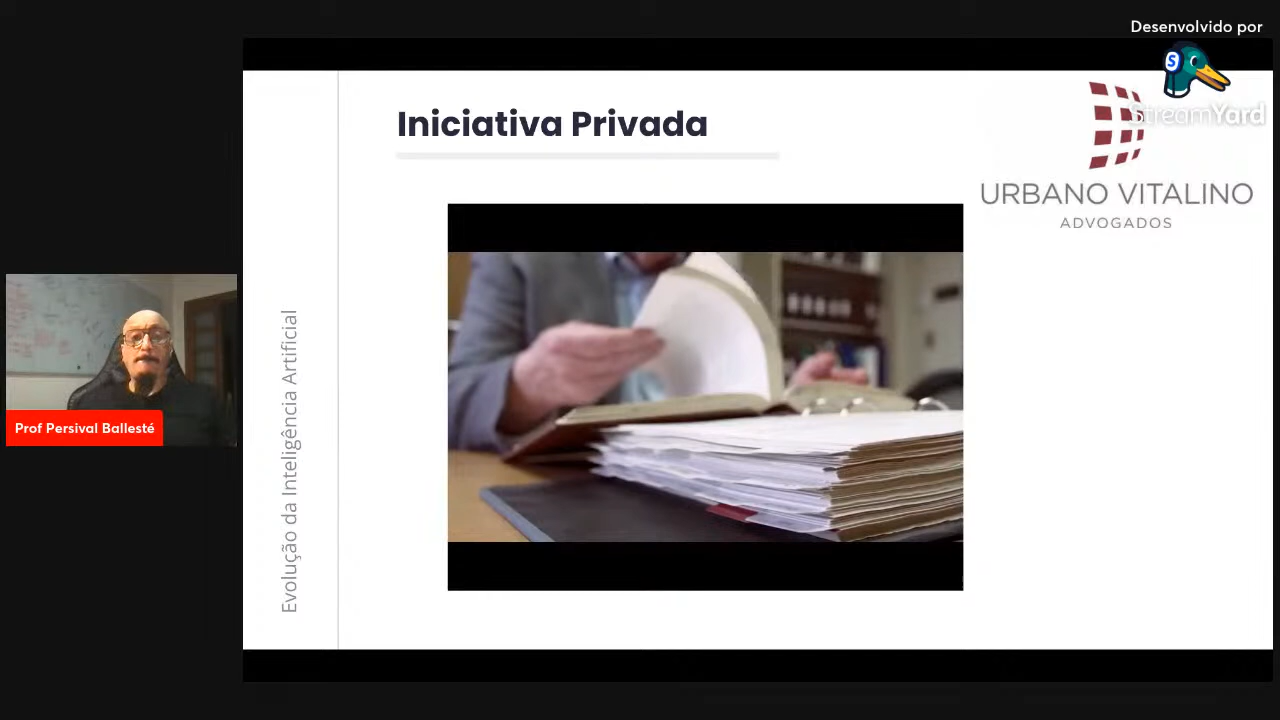 Desenvolvido por
StreamYard
Iniciativa Privada
URBANO VITALINO
ADVOGADOS
Evolução da Inteligência Artificial
Prof Persival Ballesté